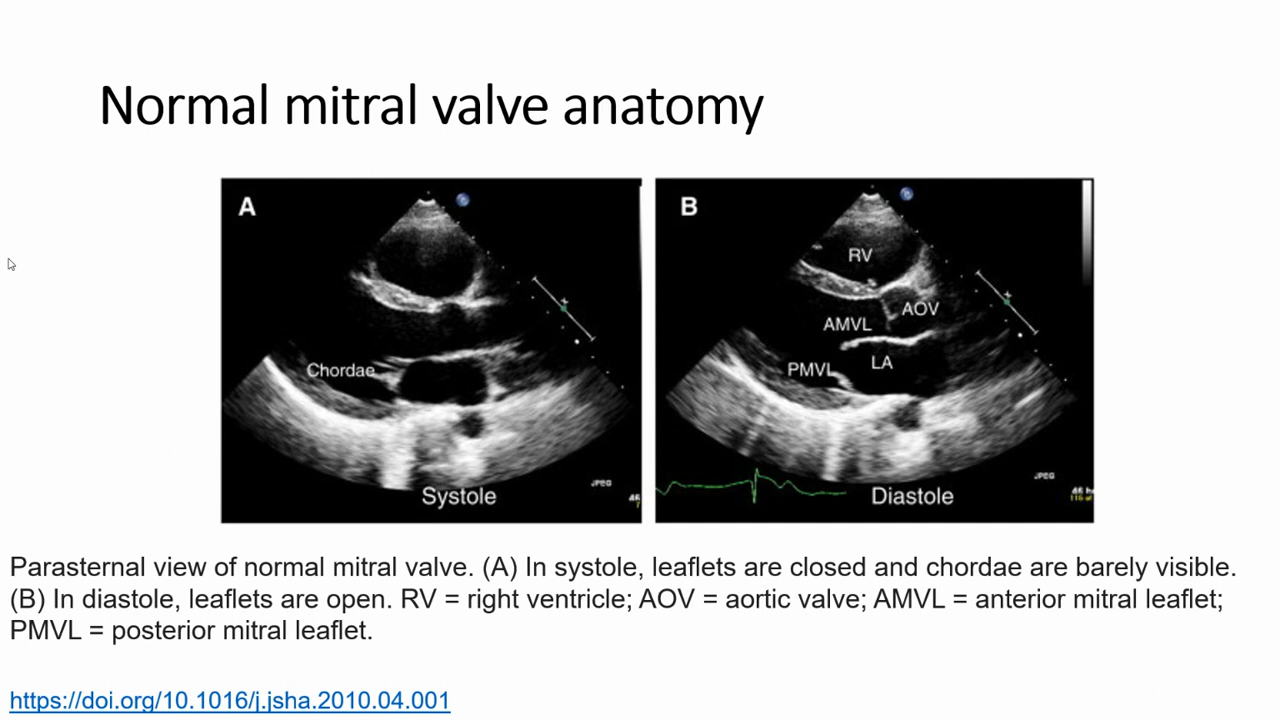 Normal mitral valve anatomy
A
Chordae
JPEG
Systole
B
RV
AOV
AMVL
LA
PMVL
JPEG
Diastole
Parasternal view of normal mitral valve. (A) In systole, leaflets are closed and chordae are barely visible.
(B) In diastole, leaflets are open. RV = right ventricle; AOV = aortic valve; AMVL = anterior mitral leaflet;
PMVL = posterior mitral leaflet.
https://doi.org/10.1016/j.jsha.2010.04.001